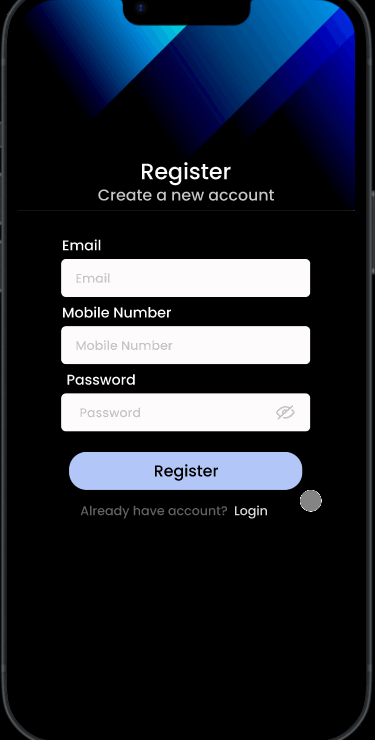 Register
Create a new account
Email
Email
Mobile Number
Mobile Number
Password
Password
Register
Already have account? Login